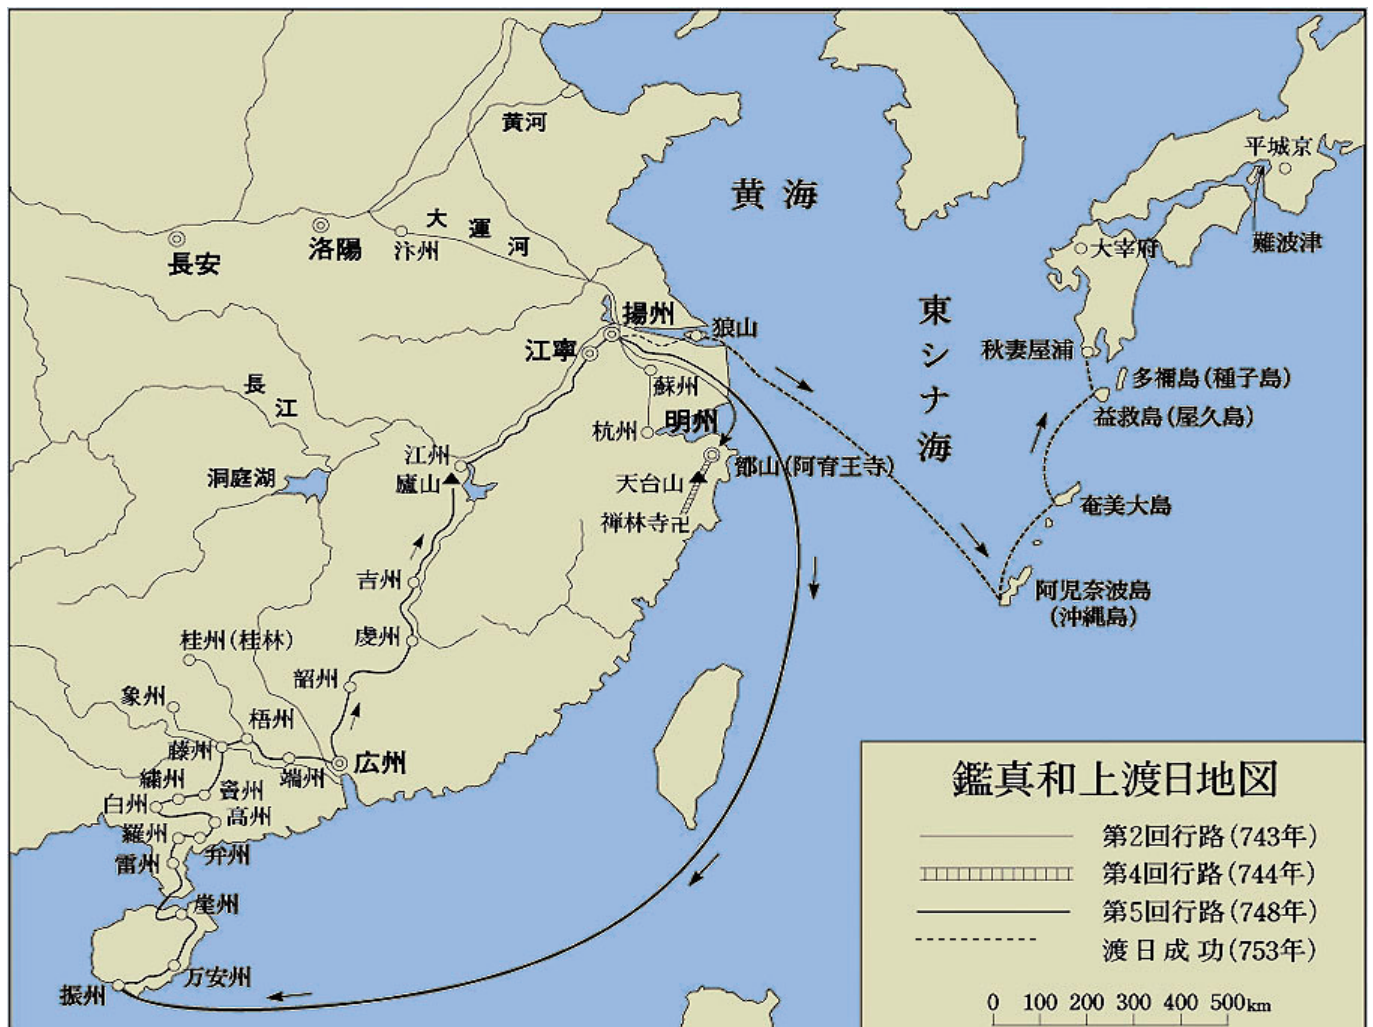 黄河
黄海
平城京
難波津
大宰府
長安
洛陽
汴州
大運河
揚州
狼山
江寧
東シナ海
秋妻屋浦
多禰島(種子島)
益救島(屋久島)
蘇州
長江
杭州
明州
江州
鄮山(阿育王寺)
洞庭湖
廬山
天台山
奄美大島
禅林寺卍
吉州
阿児奈波島
(沖縄島)
虔州
桂州(桂林)
韶州
象州
梧州
藤州
広州
端州
繍州
竇州
白州
高州
羅州
弁州
雷州
崖州
万安州
振州
鑑真和上渡日地図
第2回行路(743年)
第4回行路(744年)
第5回行路(748年)
渡日成功(753年)
0 100 200 300 400 500km